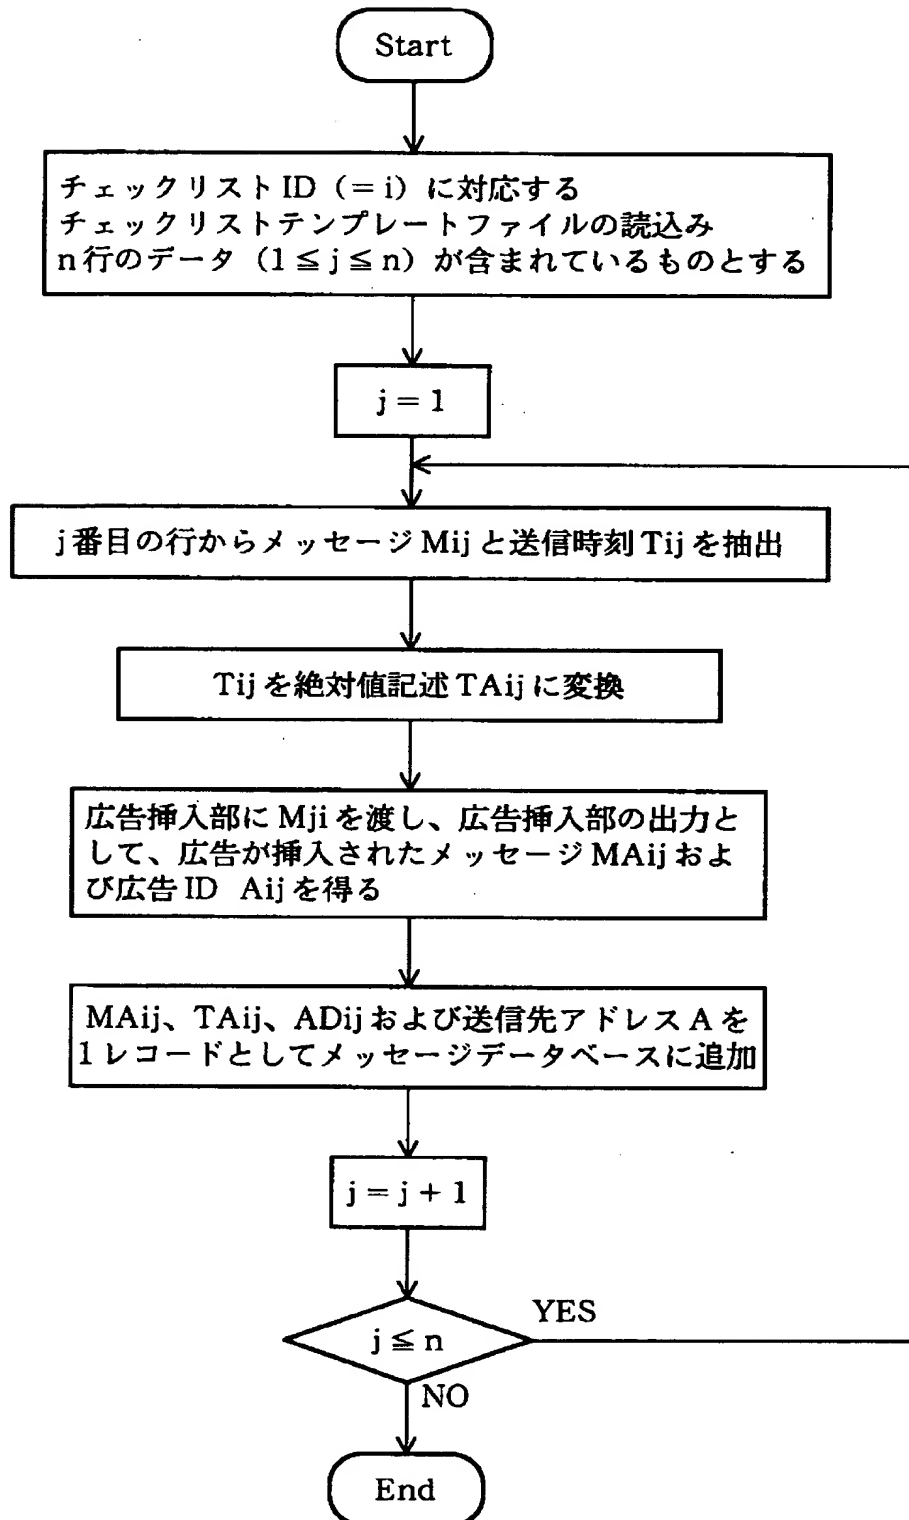 Start
チェックリストID（= i）に対応する
チェックリストテンプレートファイルの読込み
n行のデータ（1≦j≦n）が含まれているものとする
j = 1
j番目の行からメッセージMijと送信時刻Tijを抽出
Tijを絶対値記述TAijに変換
広告挿入部にMjiを渡し、広告挿入部の出力と
して、広告が挿入されたメッセージMAijおよ
び広告ID Aijを得る
MAij、TAij、ADijおよび送信先アドレスAを
1レコードとしてメッセージデータベースに追加
j = j + 1
j ≦ n
YES
NO
End